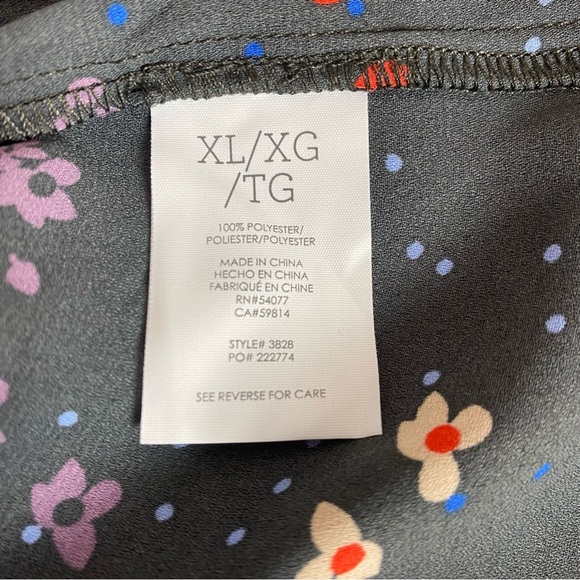 XL/XG
/TG
100% POLYESTER/
POLIESTER/POLYESTER
MADE IN CHINA
HECHO EN CHINA
FABRIQUÉ EN CHINE
RN#54077
CA#59814
STYLE# 3828
PO# 222774
SEE REVERSE FOR CARE